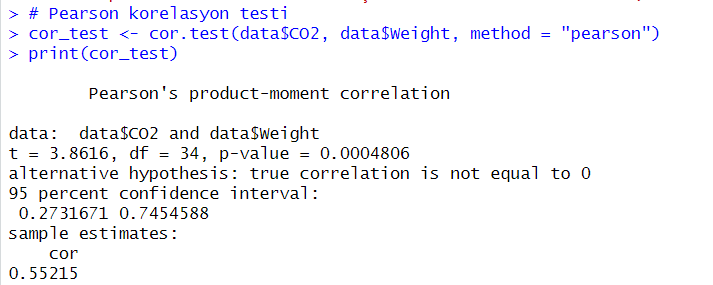 > # Pearson korelasyon testi
> cor_test <- cor.test(data$CO2, data$Weight, method = "pearson")
> print(cor_test)
Pearson's product-moment correlation
data:  data$CO2 and data$Weight
t = 3.8616, df = 34, p-value = 0.0004806
alternative hypothesis: true correlation is not equal to 0
95 percent confidence interval:
 0.2731671 0.7454588
sample estimates:
    cor
0.55215